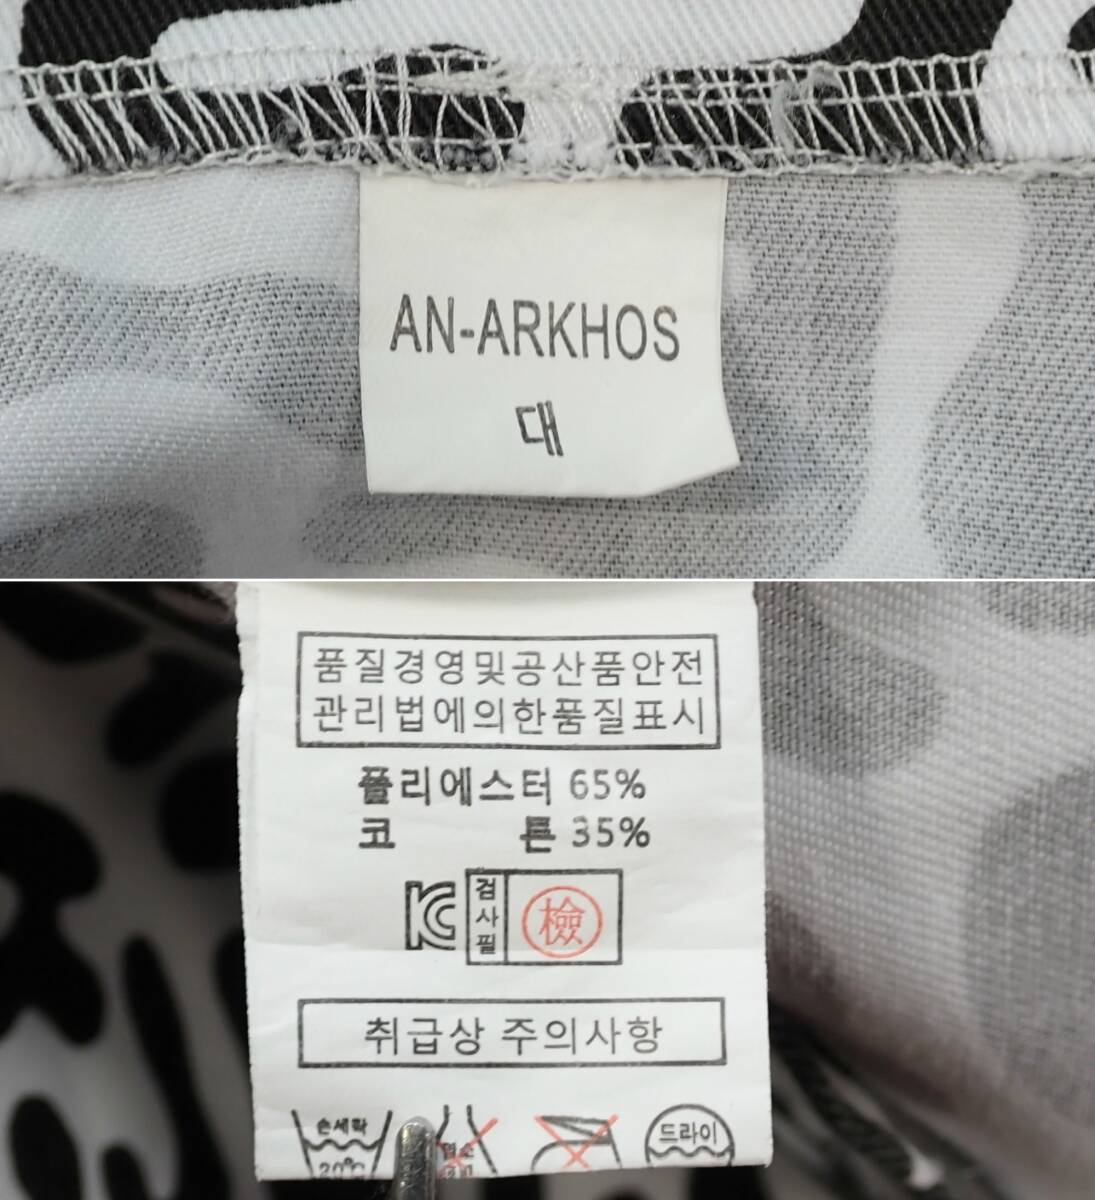 AN-ARKHOS
대
품질경영및공산품안전
관리법에의한품질표시
폴리에스터 65%
코 튼 35%
KC 검사필 檢
취급상 주의사항
손세탁 드라이